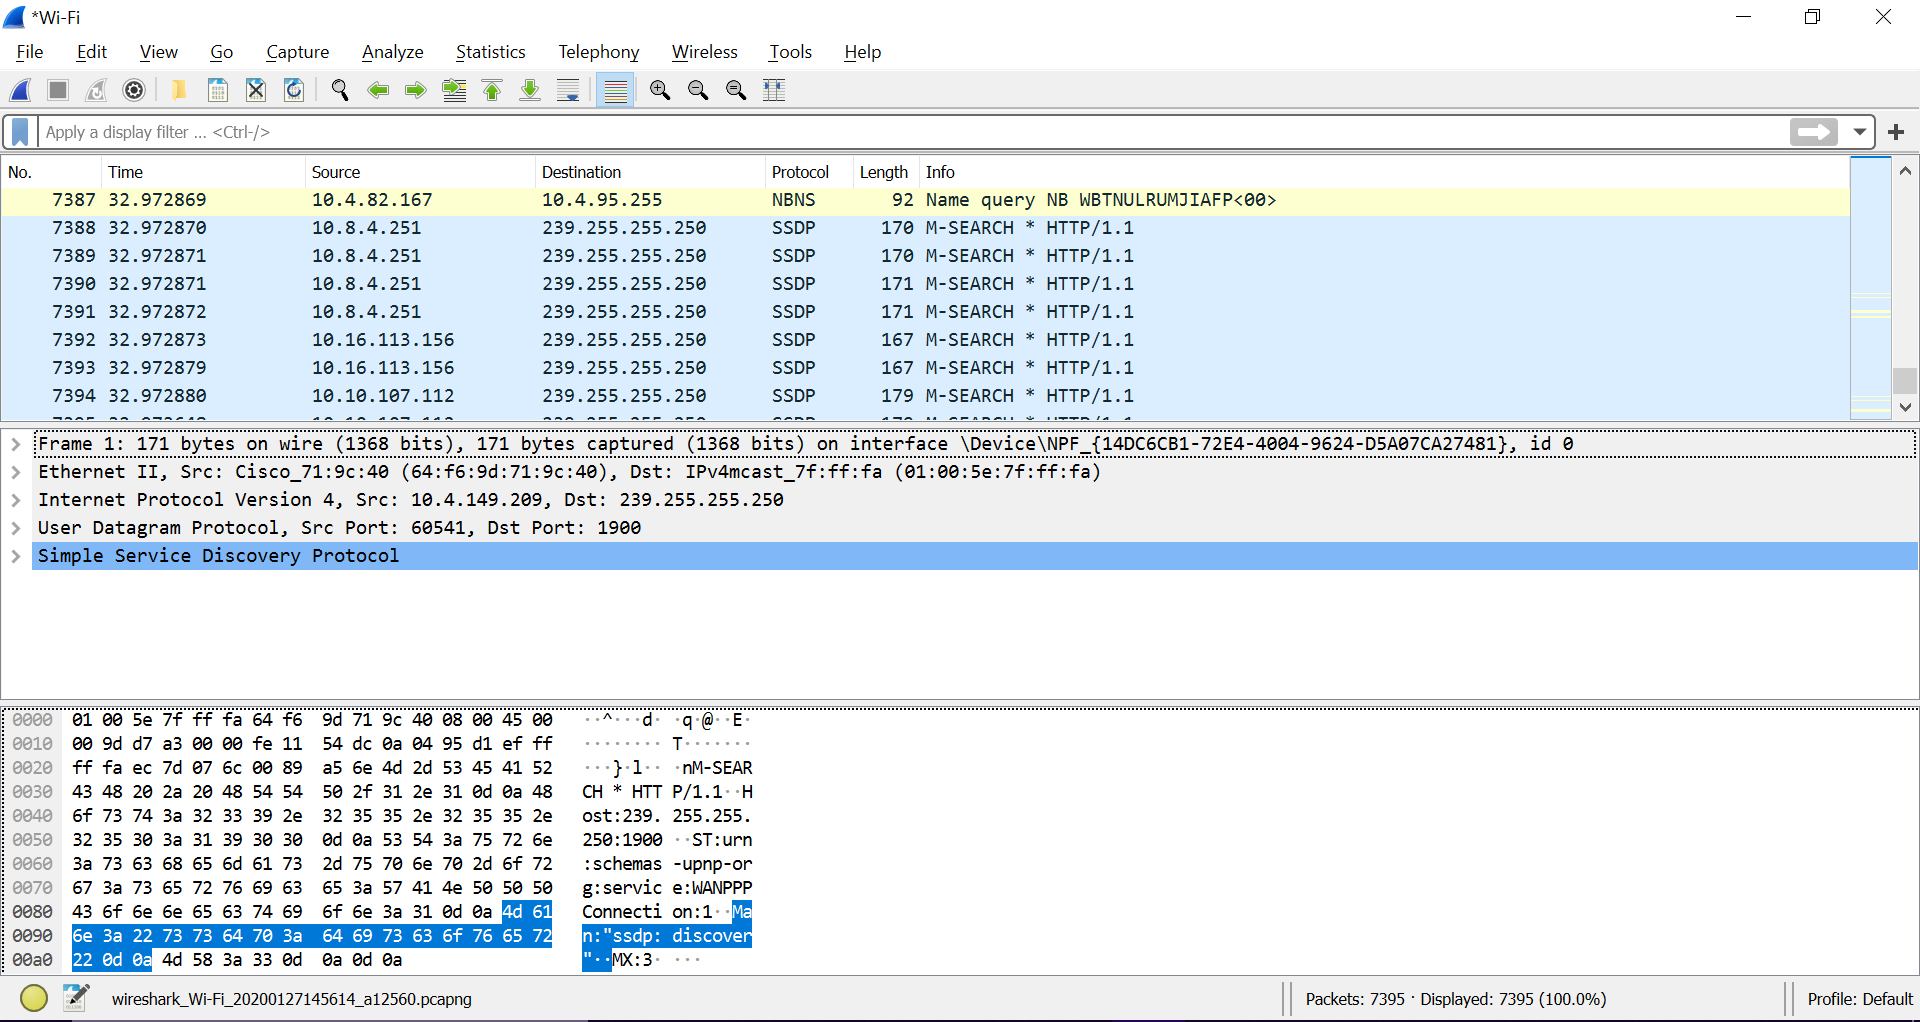 *Wi-Fi
File Edit View Go Capture Analyze Statistics Telephony Wireless Tools Help
Apply a display filter ... <Ctrl-/>
No. Time Source Destination Protocol Length Info
7387 32.972869 10.4.82.167 10.4.95.255 NBNS 92 Name query NB WBTNULRUMJIAFP<00>
7388 32.972870 10.8.4.251 239.255.255.250 SSDP 170 M-SEARCH * HTTP/1.1
7389 32.972871 10.8.4.251 239.255.255.250 SSDP 170 M-SEARCH * HTTP/1.1
7390 32.972871 10.8.4.251 239.255.255.250 SSDP 171 M-SEARCH * HTTP/1.1
7391 32.972872 10.8.4.251 239.255.255.250 SSDP 171 M-SEARCH * HTTP/1.1
7392 32.972873 10.16.113.156 239.255.255.250 SSDP 167 M-SEARCH * HTTP/1.1
7393 32.972879 10.16.113.156 239.255.255.250 SSDP 167 M-SEARCH * HTTP/1.1
7394 32.972880 10.10.107.112 239.255.255.250 SSDP 179 M-SEARCH * HTTP/1.1
Frame 1: 171 bytes on wire (1368 bits), 171 bytes captured (1368 bits) on interface \Device\NPF_{14DC6CB1-72E4-4004-9624-D5A07CA27481}, id 0
Ethernet II, Src: Cisco_71:9c:40 (64:f6:9d:71:9c:40), Dst: IPv4mcast_7f:ff:fa (01:00:5e:7f:ff:fa)
Internet Protocol Version 4, Src: 10.4.149.209, Dst: 239.255.255.250
User Datagram Protocol, Src Port: 60541, Dst Port: 1900
Simple Service Discovery Protocol
0000 01 00 5e 7f ff fa 64 f6 9d 71 9c 40 08 00 45 00 ··^···d· ·q·@··E·
0010 00 9d d7 a3 00 00 fe 11 54 dc 0a 04 95 d1 ef ff ········ T·······
0020 ff fa ec 7d 07 6c 00 89 a5 6e 4d 2d 53 45 41 52 ···}·l·· ·nM-SEAR
0030 43 48 20 2a 20 48 54 54 50 2f 31 2e 31 0d 0a 48 CH * HTT P/1.1··H
0040 6f 73 74 3a 32 33 39 2e 32 35 35 2e 32 35 35 2e ost:239. 255.255.
0050 32 35 30 3a 31 39 30 30 0d 0a 53 54 3a 75 72 6e 250:1900 ··ST:urn
0060 3a 73 63 68 65 6d 61 73 2d 75 70 6e 70 2d 6f 72 :schemas -upnp-or
0070 67 3a 73 65 72 76 69 63 65 3a 57 41 4e 50 50 50 g:servic e:WANPPP
0080 43 6f 6e 6e 65 63 74 69 6f 6e 3a 31 0d 0a 4d 61 Connecti on:1··Ma
0090 6e 3a 22 73 73 64 70 3a 64 69 73 63 6f 76 65 72 n:"ssdp: discover
00a0 22 0d 0a 4d 58 3a 33 0d 0a 0d 0a "··MX:3· ···
wireshark_Wi-Fi_20200127145614_a12560.pcapng Packets: 7395 · Displayed: 7395 (100.0%) Profile: Default